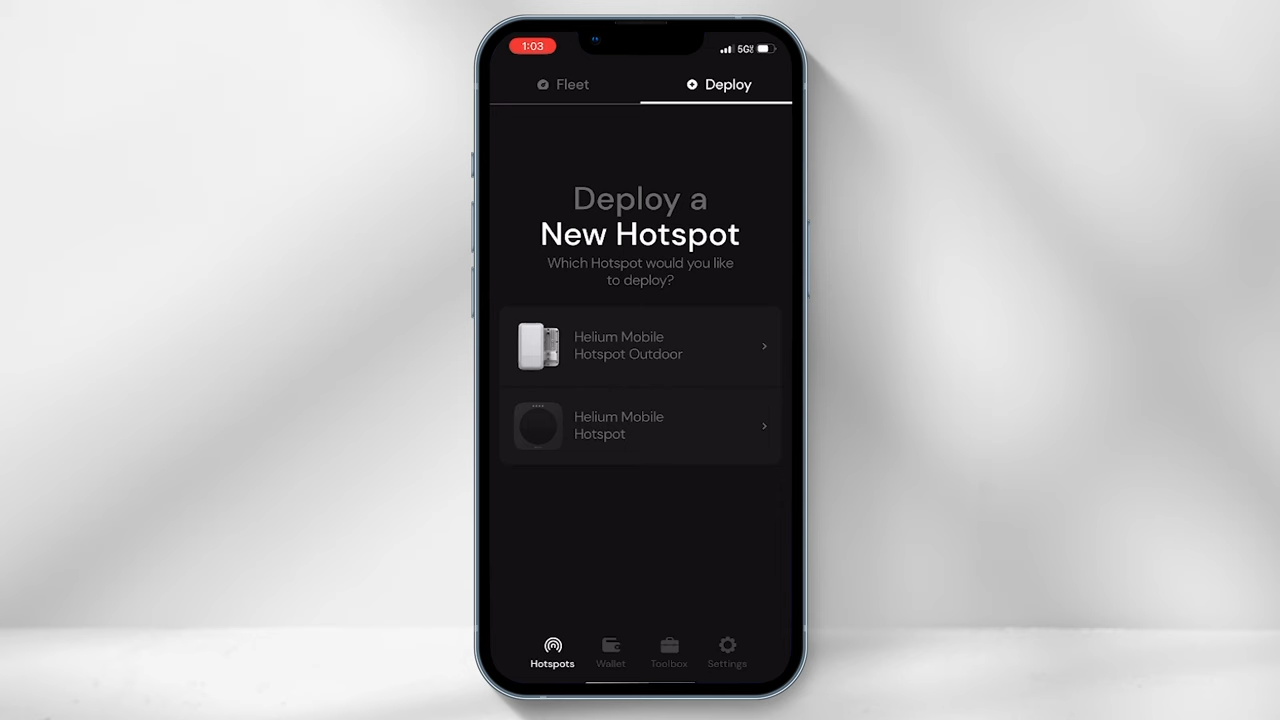 1:03
5G
Fleet
Deploy
Deploy a
New Hotspot
Which Hotspot would you like
to deploy?
Helium Mobile
Hotspot Outdoor
Helium Mobile
Hotspot
Hotspots
Wallet
Toolbox
Settings